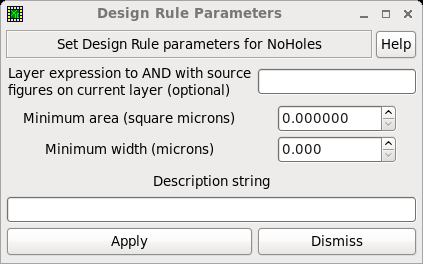 Design Rule Parameters
Set Design Rule parameters for NoHoles
Help
Layer expression to AND with source
figures on current layer (optional)
Minimum area (square microns)
0.000000
Minimum width (microns)
0.000
Description string
Apply
Dismiss